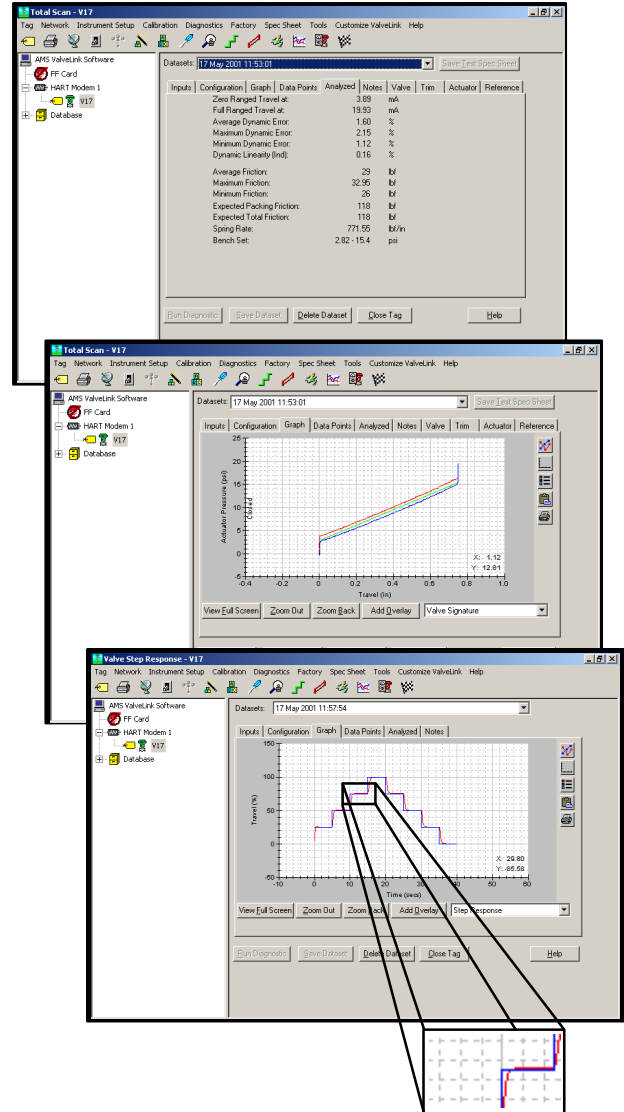 Total Scan - V17
Tag Network Instrument Setup Calibration Diagnostics Factory Spec Sheet Tools Customize ValveLink Help
AMS ValveLink Software
FF Card
HART Modem 1
V17
Database
Datasets: 17 May 2001 11:53:01 Save Test Spec Sheet
Inputs Configuration Graph Data Points Analyzed Notes Valve Trim Actuator Reference
Zero Ranged Travel at: 3.89 mA
Full Ranged Travel at: 19.93 mA
Average Dynamic Error: 1.60 %
Maximum Dynamic Error: 2.15 %
Minimum Dynamic Error: 1.12 %
Dynamic Linearity (Ind): 0.16 %
Average Friction: 29 lbf
Maximum Friction: 32.95 lbf
Minimum Friction: 26 lbf
Expected Packing Friction: 118 lbf
Expected Total Friction: 118 lbf
Spring Rate: 771.55 lbf/in
Bench Set: 2.82 - 15.4 psi
Run Diagnostic Save Dataset Delete Dataset Close Tag Help
Total Scan - V17
Tag Network Instrument Setup Calibration Diagnostics Factory Spec Sheet Tools Customize ValveLink Help
AMS ValveLink Software
FF Card
HART Modem 1
V17
Database
Datasets: 17 May 2001 11:53:01 Save Test Spec Sheet
Inputs Configuration Graph Data Points Analyzed Notes Valve Trim Actuator Reference
25
20
15
10
5
0
-5
Actuator Pressure (psi)
Closed
X: 1.12
Y: 12.81
-0.4 -0.2 0 0.2 0.4 0.6 0.8 1.0
Travel (in)
View Full Screen Zoom Out Zoom Back Add Overlay Valve Signature
Valve Step Response - V17
Tag Network Instrument Setup Calibration Diagnostics Factory Spec Sheet Tools Customize ValveLink Help
AMS ValveLink Software
FF Card
HART Modem 1
V17
Database
Datasets: 17 May 2001 11:57:54
Inputs Configuration Graph Data Points Analyzed Notes
150
100
50
0
-50
Travel (%)
X: 29.80
Y: -85.58
-10 0 10 20 30 40 50 60
Time (secs)
View Full Screen Zoom Out Zoom Back Add Overlay Step Response
Run Diagnostic Save Dataset Delete Dataset Close Tag Help